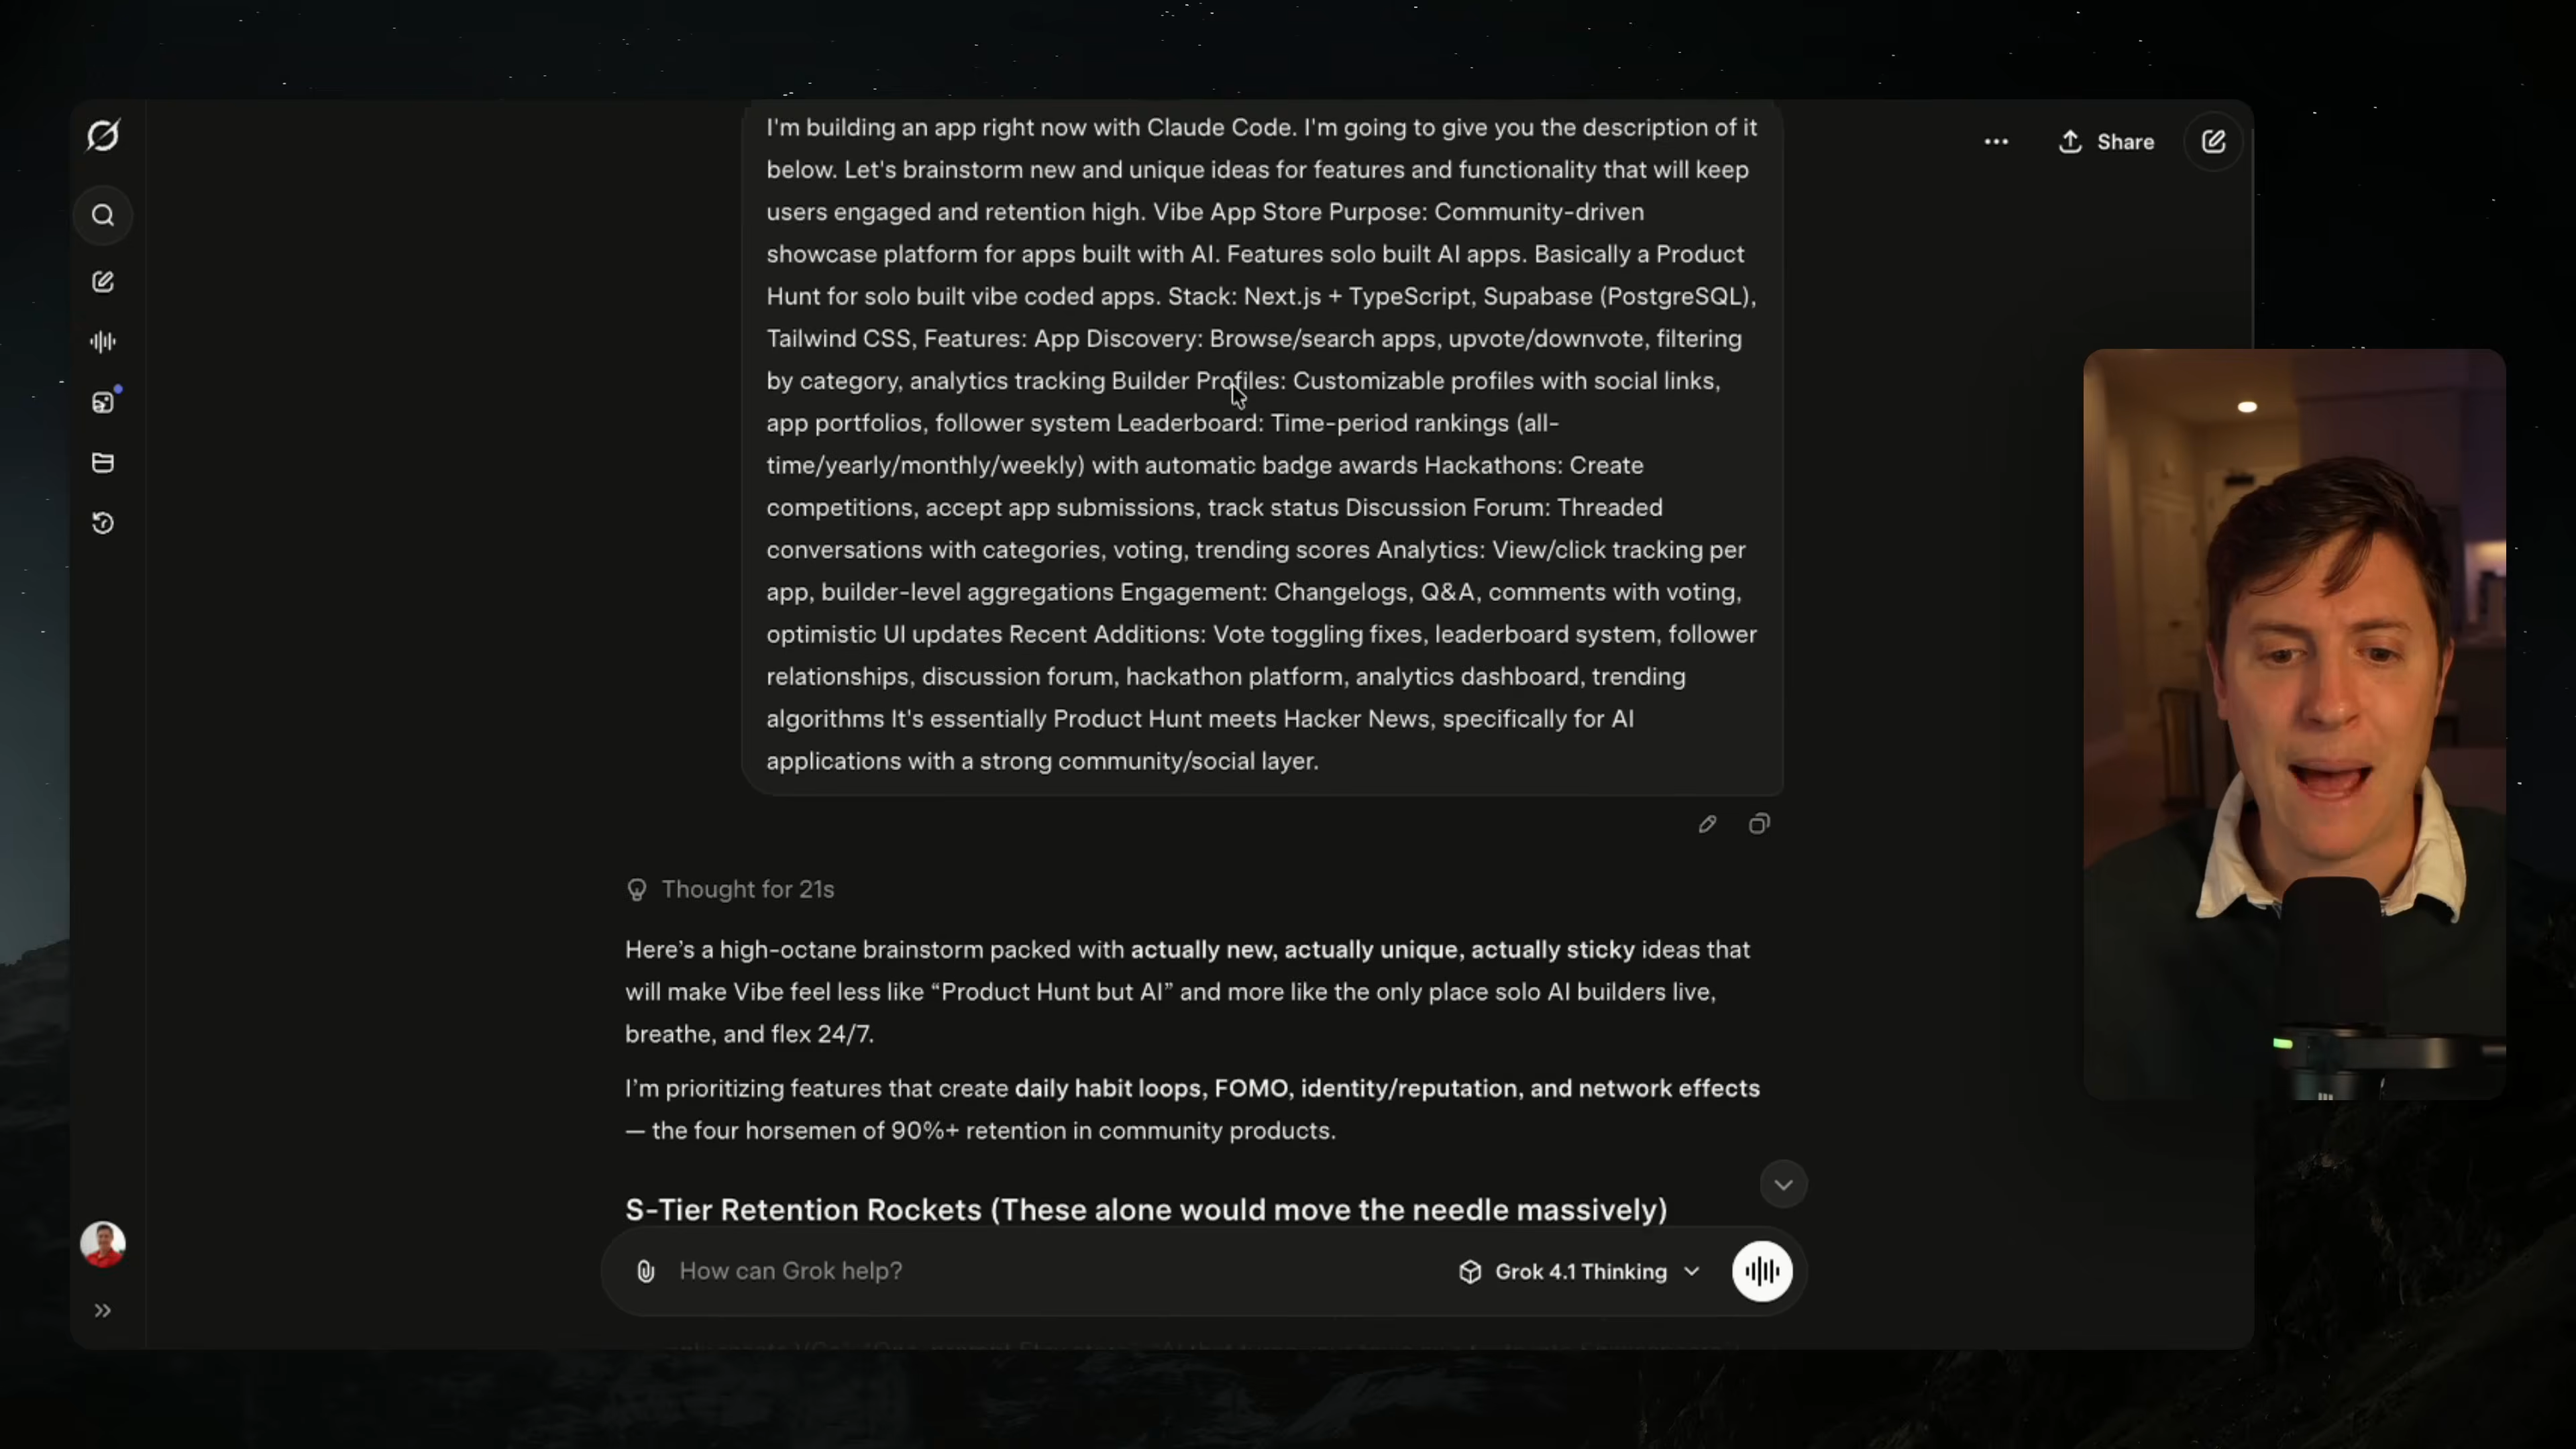 I'm building an app right now with Claude Code. I'm going to give you the description of it
below. Let's brainstorm new and unique ideas for features and functionality that will keep
users engaged and retention high. Vibe App Store Purpose: Community-driven
showcase platform for apps built with AI. Features solo built AI apps. Basically a Product
Hunt for solo built vibe coded apps. Stack: Next.js + TypeScript, Supabase (PostgreSQL),
Tailwind CSS, Features: App Discovery: Browse/search apps, upvote/downvote, filtering
by category, analytics tracking Builder Profiles: Customizable profiles with social links,
app portfolios, follower system Leaderboard: Time-period rankings (all-
time/yearly/monthly/weekly) with automatic badge awards Hackathons: Create
competitions, accept app submissions, track status Discussion Forum: Threaded
conversations with categories, voting, trending scores Analytics: View/click tracking per
app, builder-level aggregations Engagement: Changelogs, Q&A, comments with voting,
optimistic UI updates Recent Additions: Vote toggling fixes, leaderboard system, follower
relationships, discussion forum, hackathon platform, analytics dashboard, trending
algorithms It's essentially Product Hunt meets Hacker News, specifically for AI
applications with a strong community/social layer.
Share
Thought for 21s
Here’s a high-octane brainstorm packed with actually new, actually unique, actually sticky ideas that
will make Vibe feel less like “Product Hunt but AI” and more like the only place solo AI builders live,
breathe, and flex 24/7.
I’m prioritizing features that create daily habit loops, FOMO, identity/reputation, and network effects
— the four horsemen of 90%+ retention in community products.
S-Tier Retention Rockets (These alone would move the needle massively)
How can Grok help?
Grok 4.1 Thinking